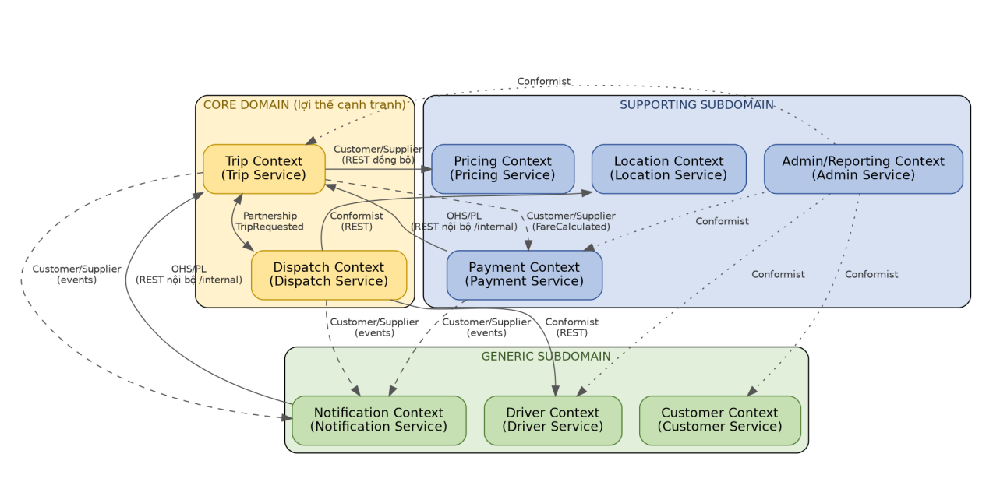 Conformist
CORE DOMAIN (lợi thế cạnh tranh)
SUPPORTING SUBDOMAIN
Trip Context
(Trip Service)
Customer/Supplier
(REST đồng bộ)
Pricing Context
(Pricing Service)
Location Context
(Location Service)
Admin/Reporting Context
(Admin Service)
Partnership
TripRequested
Conformist
(REST)
OHS/PL
(REST nội bộ /internal)
Customer/Supplier
(FareCalculated)
Conformist
Customer/Supplier
(events)
OHS/PL
(REST nội bộ /internal)
Dispatch Context
(Dispatch Service)
Payment Context
(Payment Service)
Conformist
Conformist
Customer/Supplier
(events)
Customer/Supplier
(events)
Conformist
(REST)
GENERIC SUBDOMAIN
Notification Context
(Notification Service)
Driver Context
(Driver Service)
Customer Context
(Customer Service)